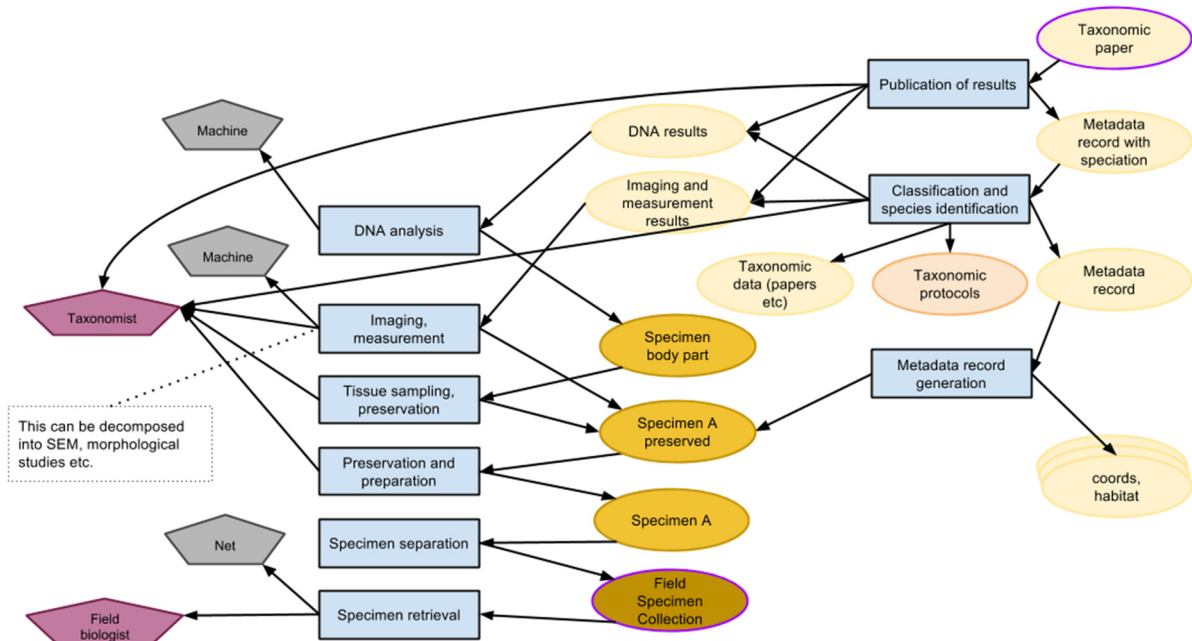 Taxonomic
paper
Publication of results
Machine
DNA results
Metadata
record with
speciation
Imaging and
measurement
results
Classification and
species identification
DNA analysis
Machine
Taxonomic
data (papers
etc)
Taxonomic
protocols
Metadata
record
Taxonomist
Imaging,
measurement
Specimen
body part
Metadata record
generation
Tissue sampling,
preservation
This can be decomposed
into SEM, morphological
studies etc.
Specimen A
preserved
Preservation and
preparation
coords,
habitat
Specimen A
Net
Specimen separation
Field
Specimen
Collection
Specimen retrieval
Field
biologist